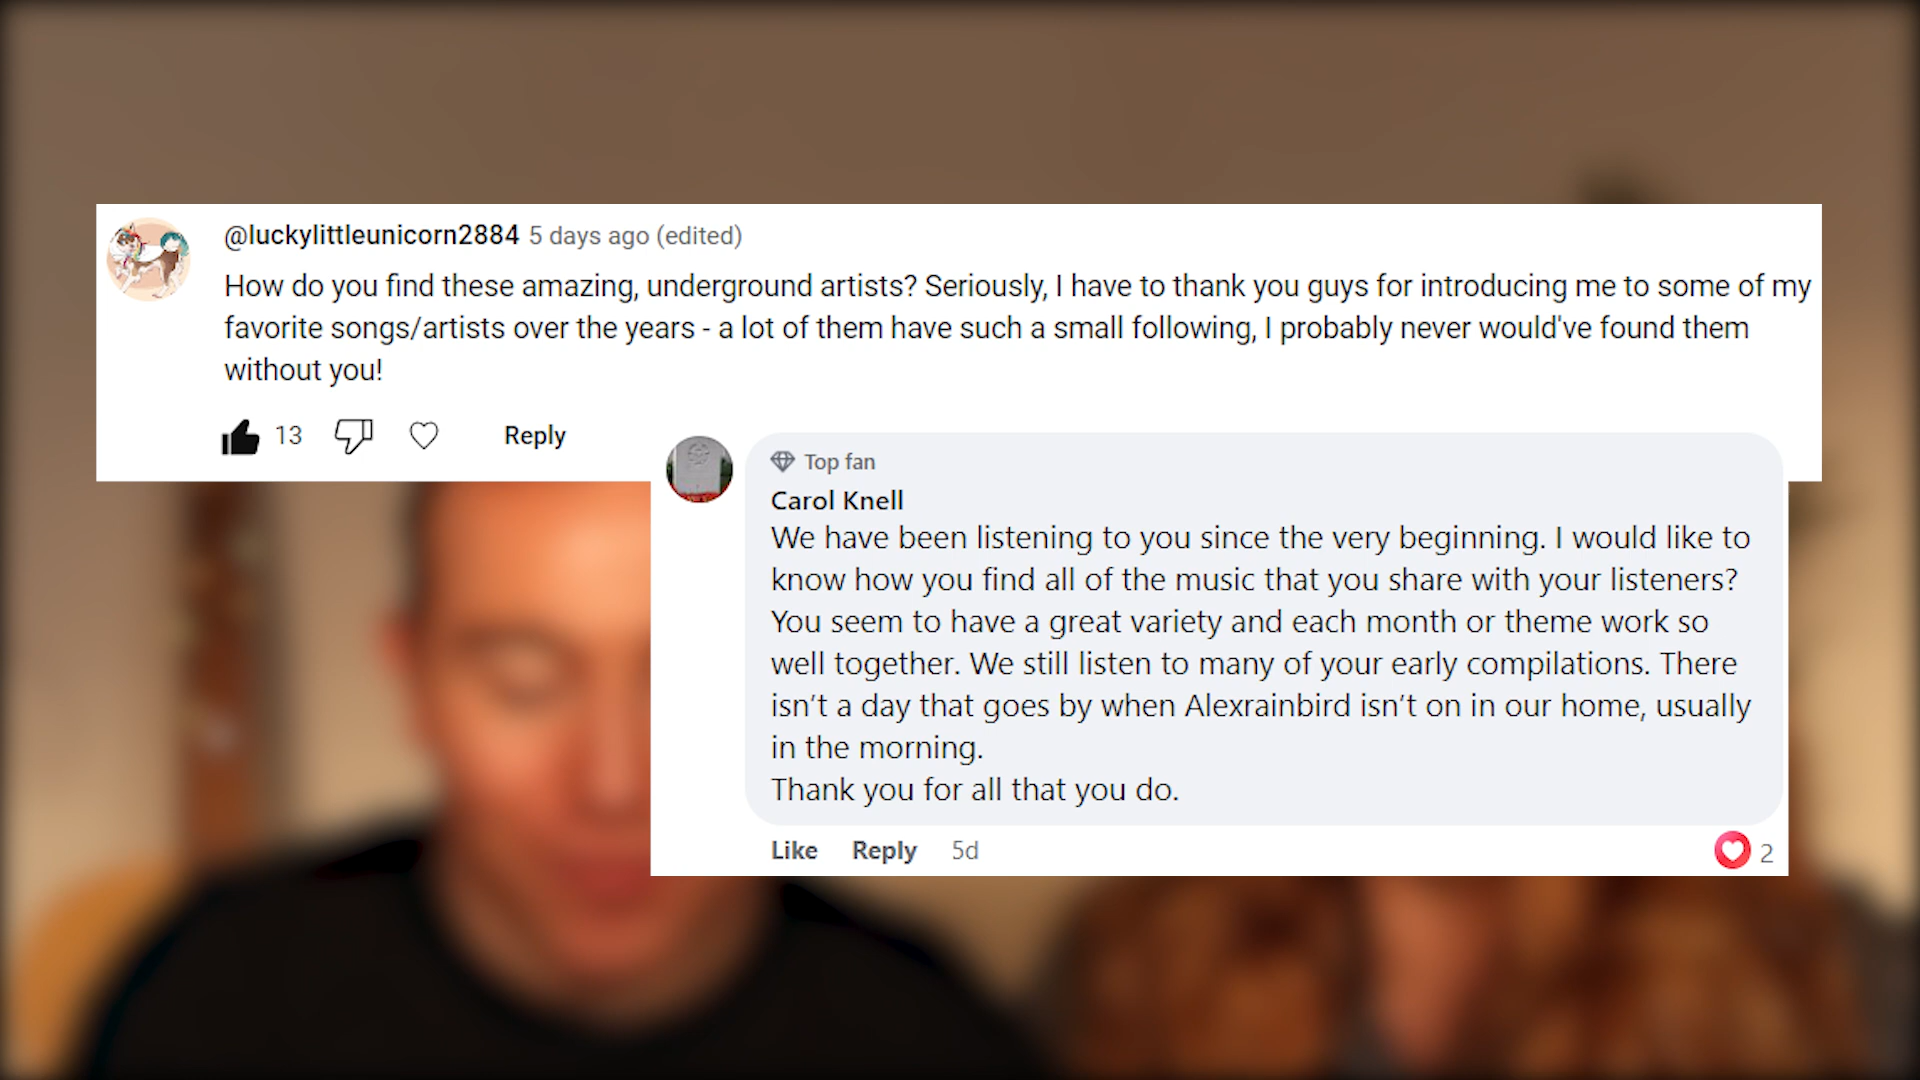 @luckylittleunicorn2884 5 days ago (edited)
How do you find these amazing, underground artists? Seriously, I have to thank you guys for introducing me to some of my
favorite songs/artists over the years - a lot of them have such a small following, I probably never would've found them
without you!
13 Reply
Top fan
Carol Knell
We have been listening to you since the very beginning. I would like to
know how you find all of the music that you share with your listeners?
You seem to have a great variety and each month or theme work so
well together. We still listen to many of your early compilations. There
isn’t a day that goes by when Alexrainbird isn’t on in our home, usually
in the morning.
Thank you for all that you do.
Like Reply 5d 2